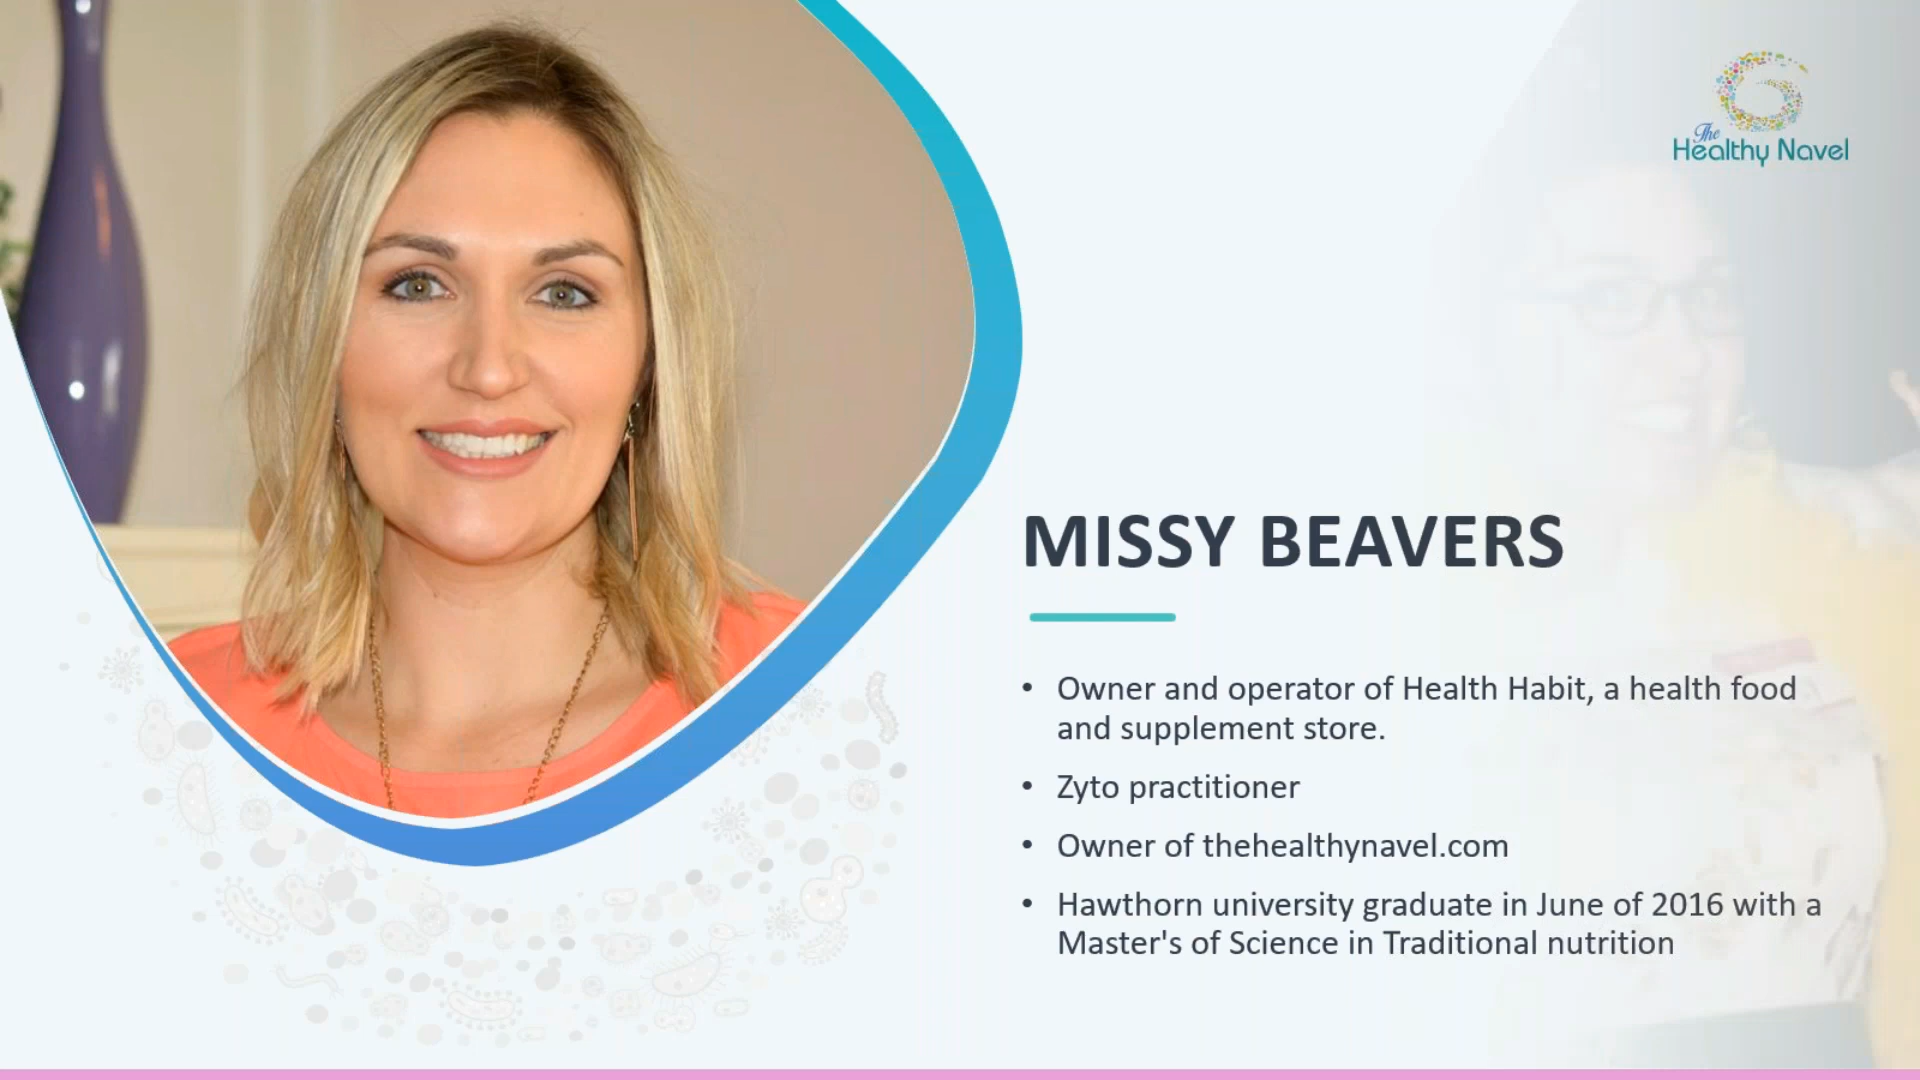 The
Healthy Navel
MISSY BEAVERS
• Owner and operator of Health Habit, a health food
and supplement store.
• Zyto practitioner
• Owner of thehealthynavel.com
• Hawthorn university graduate in June of 2016 with a
Master's of Science in Traditional nutrition